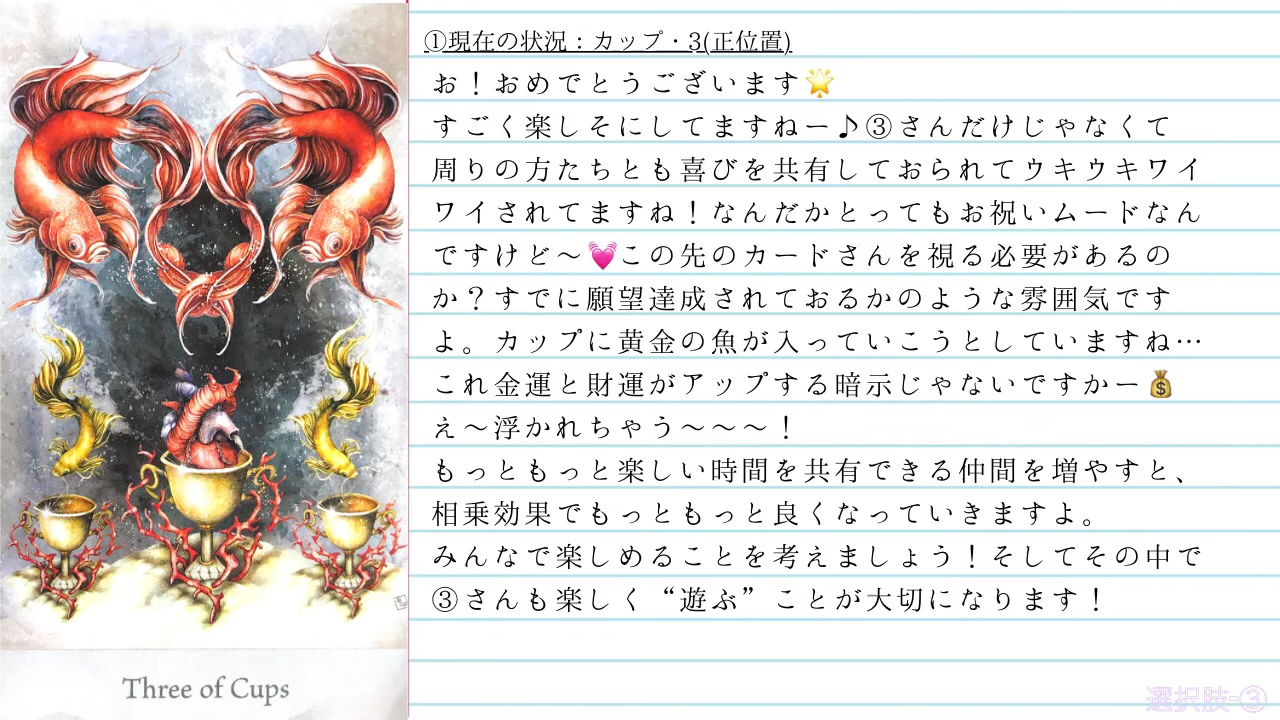 ①現在の状況：カップ・3(正位置)
お！おめでとうございます🌟
すごく楽しそにしてますねー♪③さんだけじゃなくて
周りの方たちとも喜びを共有しておられてウキウキワイ
ワイされてますね！なんだかとってもお祝いムードなん
ですけど～💓この先のカードさんを視る必要があるの
か？すでに願望達成されておるかのような雰囲気です
よ。カップに黄金の魚が入っていこうとしていますね…
これ金運と財運がアップする暗示じゃないですかー💰
え～浮かれちゃう～～～！
もっともっと楽しい時間を共有できる仲間を増やすと、
相乗効果でもっともっと良くなっていきますよ。
みんなで楽しめることを考えましょう！そしてその中で
③さんも楽しく“遊ぶ”ことが大切になります！
Three of Cups
選択肢-③